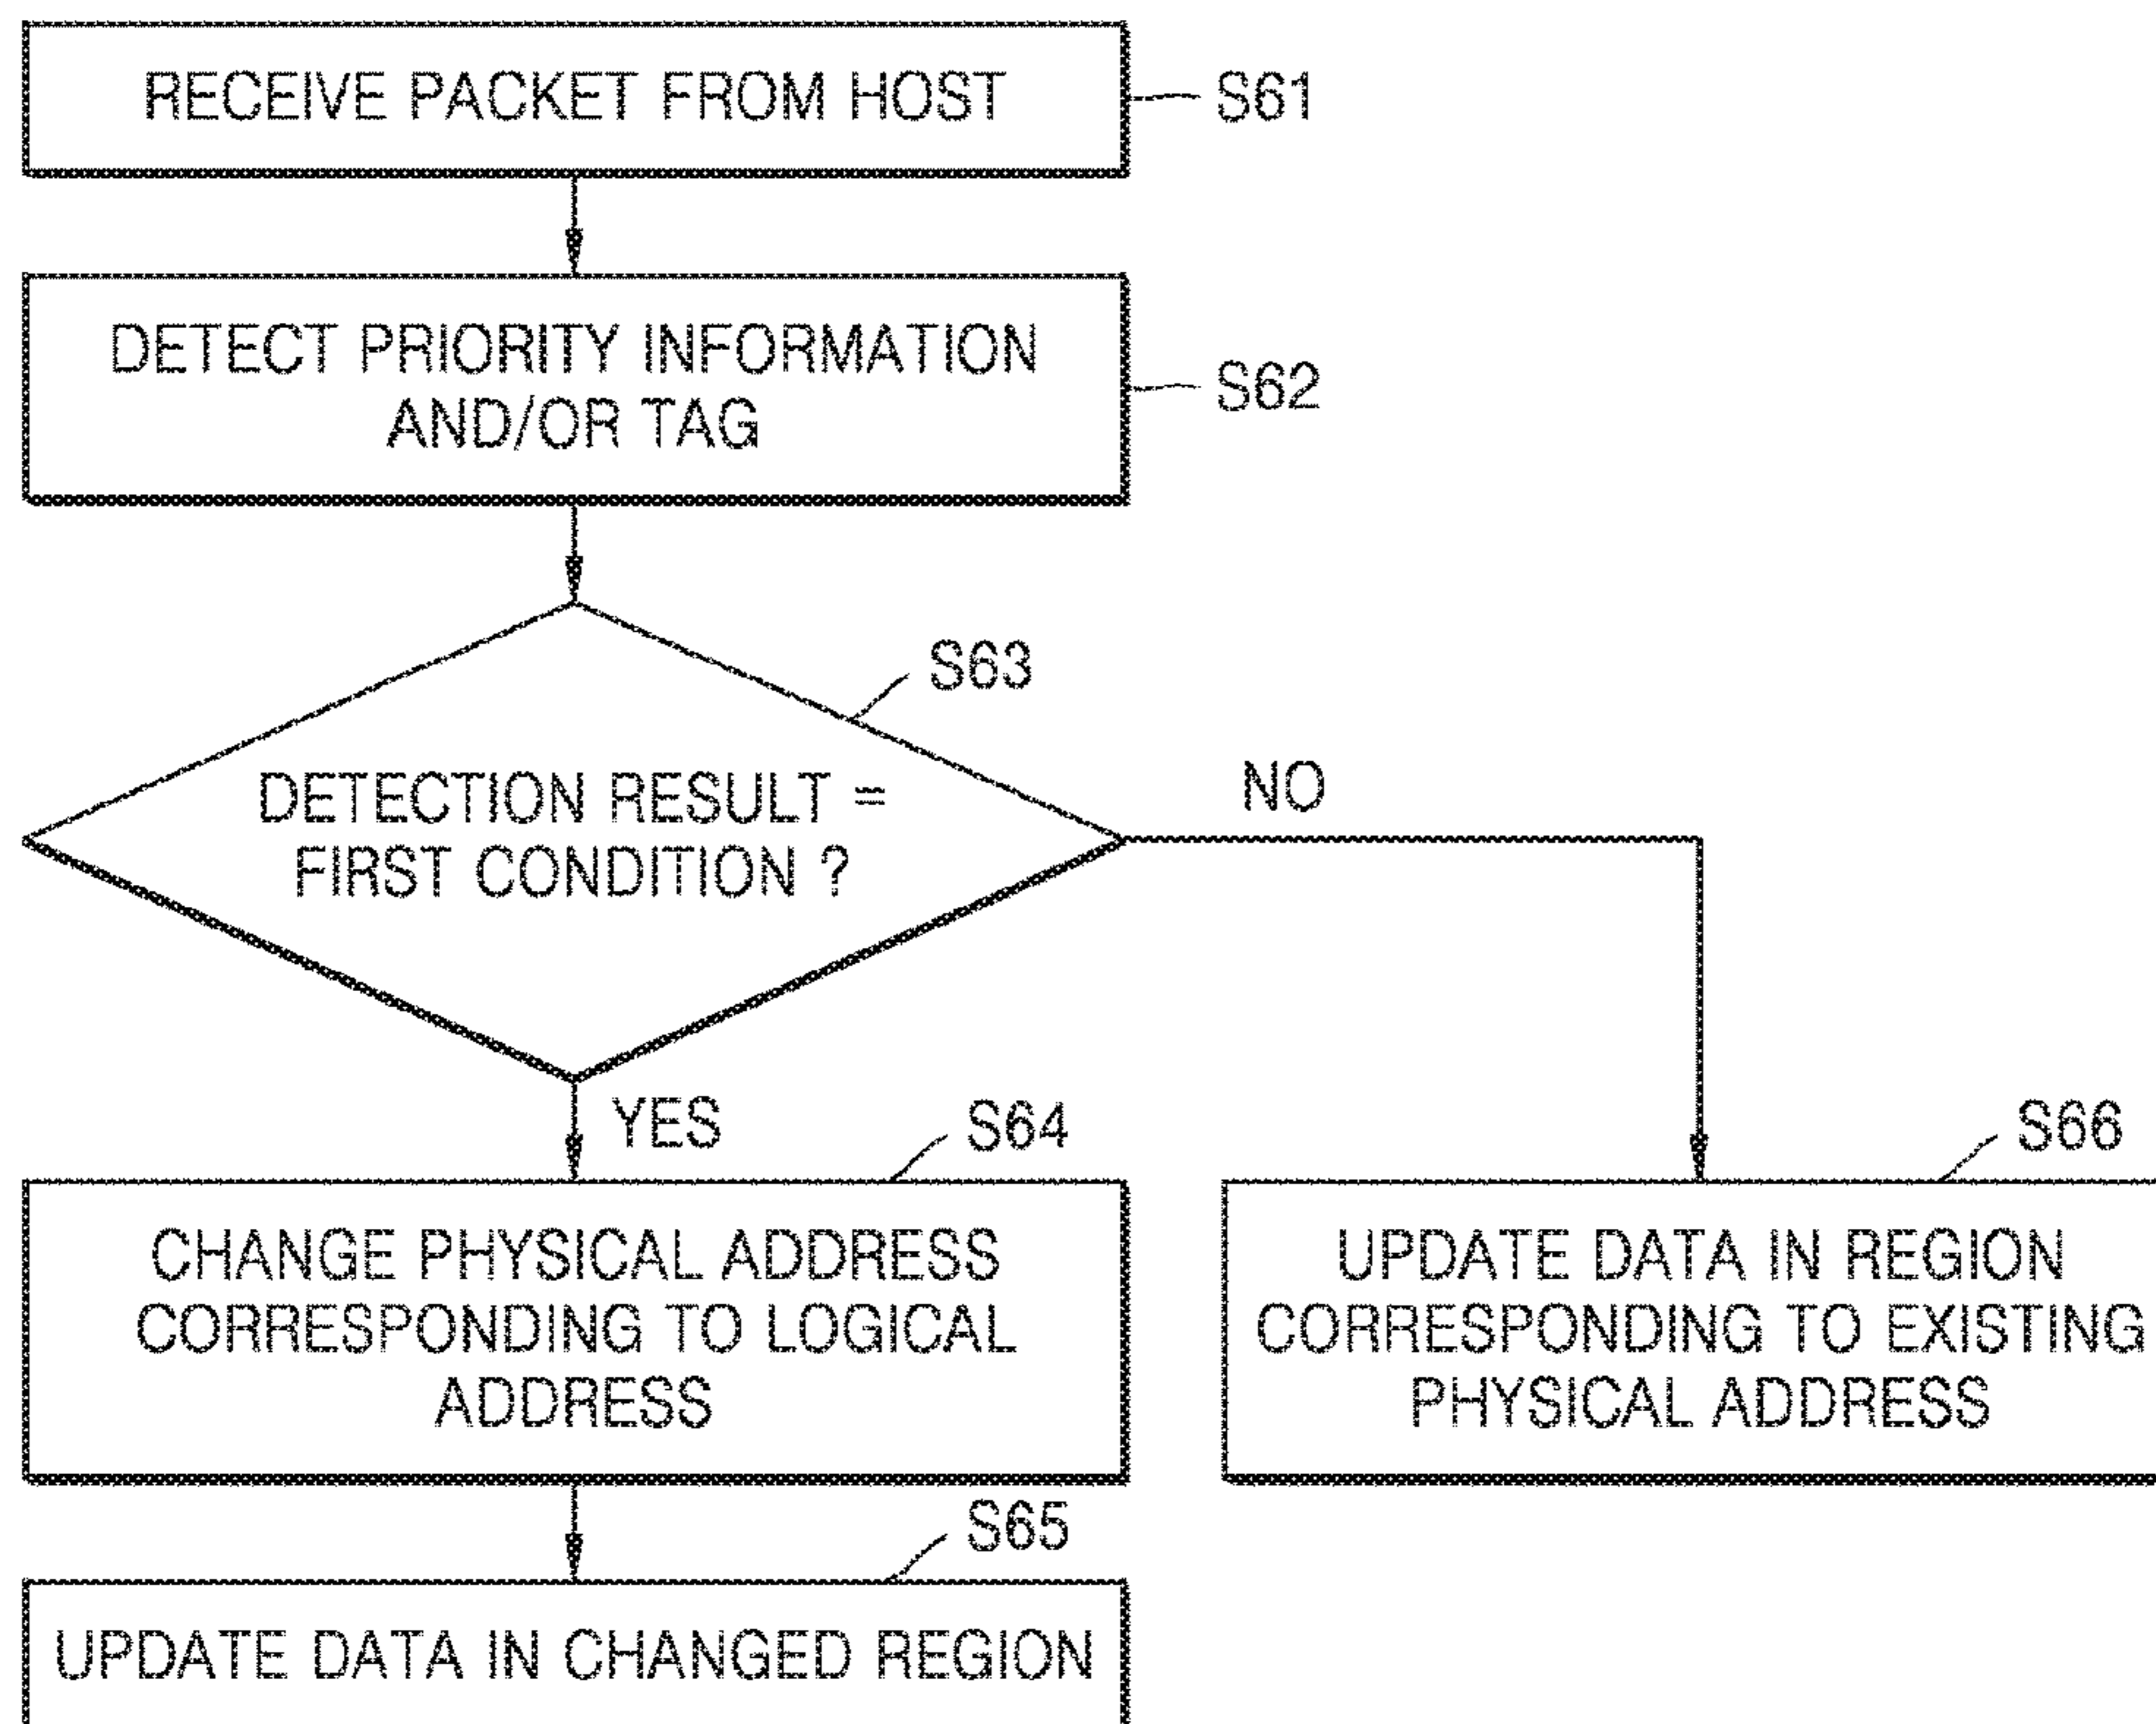 RECEIVE PACKET FROM HOST
S61
DETECT PRIORITY INFORMATION
AND/OR TAG
S62
S63
DETECTION RESULT =
FIRST CONDITION ?
NO
YES
S64
CHANGE PHYSICAL ADDRESS
CORRESPONDING TO LOGICAL
ADDRESS
S66
UPDATE DATA IN REGION
CORRESPONDING TO EXISTING
PHYSICAL ADDRESS
S65
UPDATE DATA IN CHANGED REGION